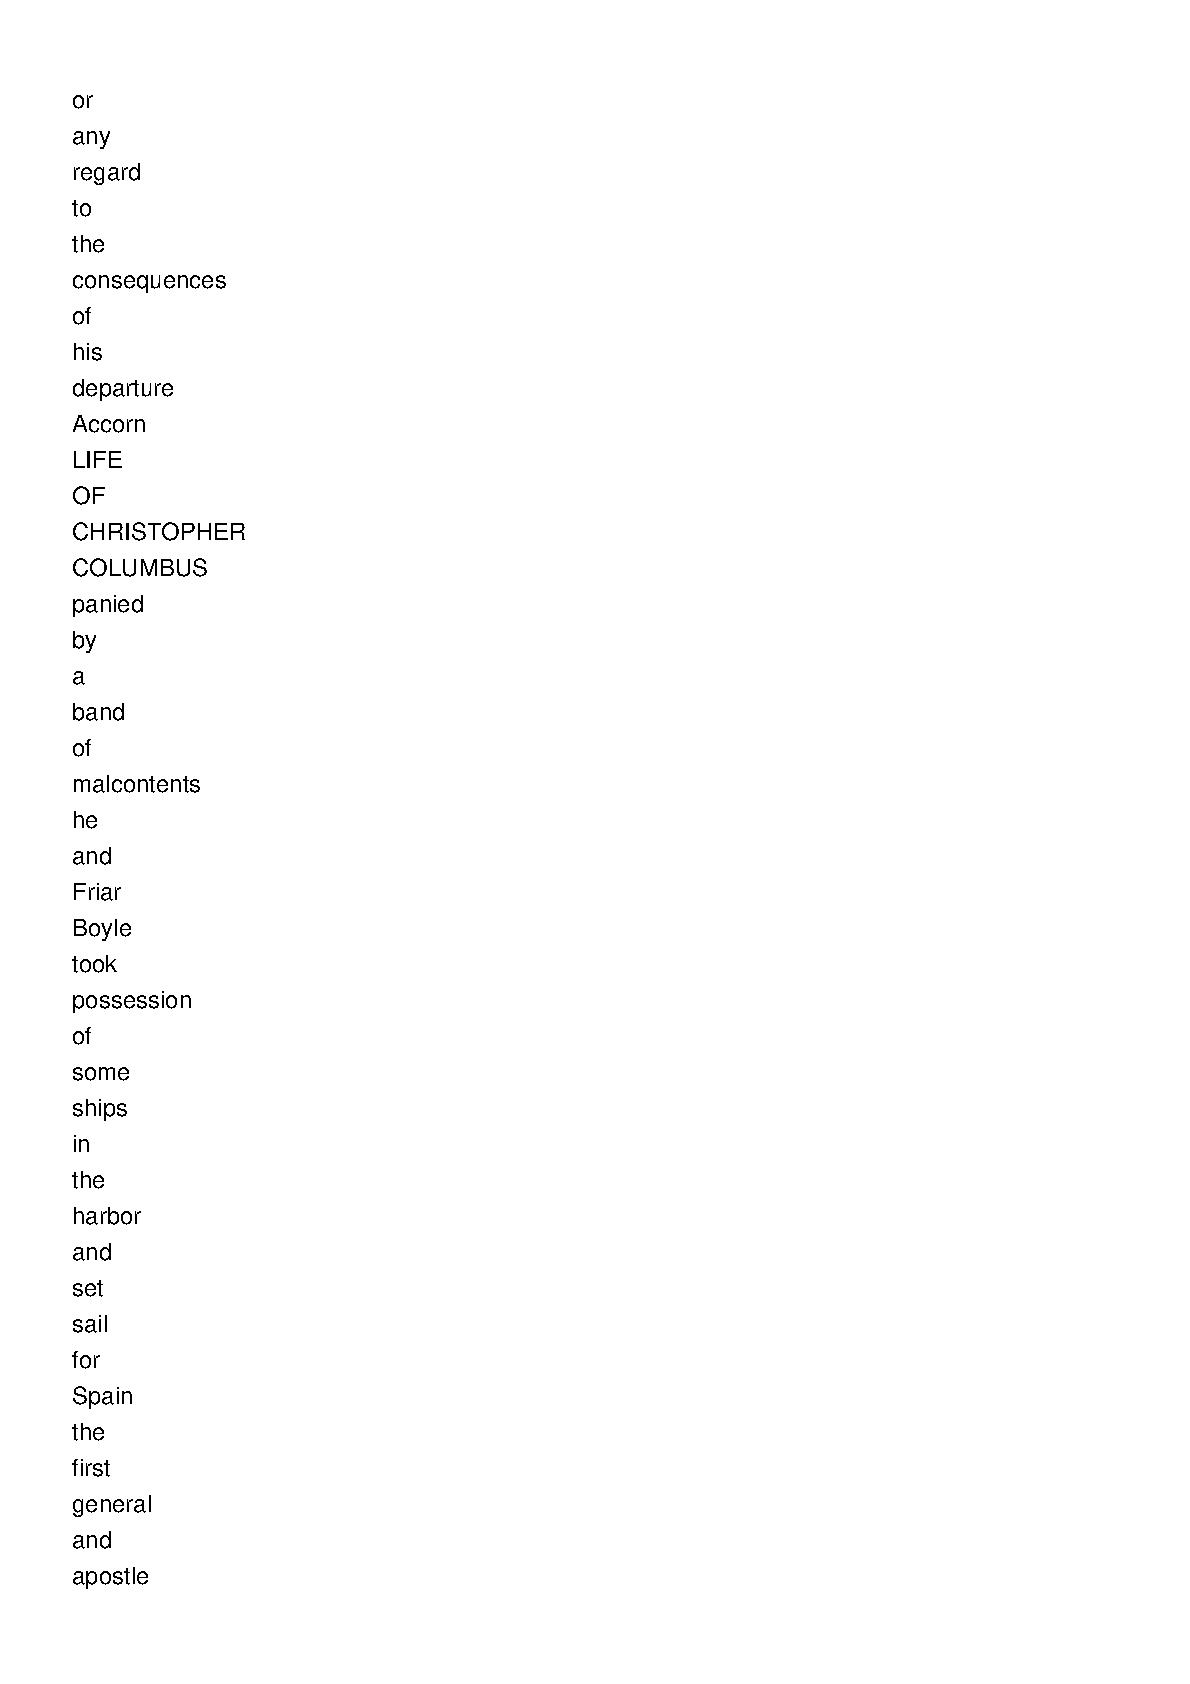 or
any
regard
to
the
consequences
of
his
departure
Accorn
LIFE
OF
CHRISTOPHER
COLUMBUS
panied
by
a
band
of
malcontents
he
and
Friar
Boyle
took
possession
of
some
ships
in
the
harbor
and
set
sail
for
Spain
the
first
general
and
apostle